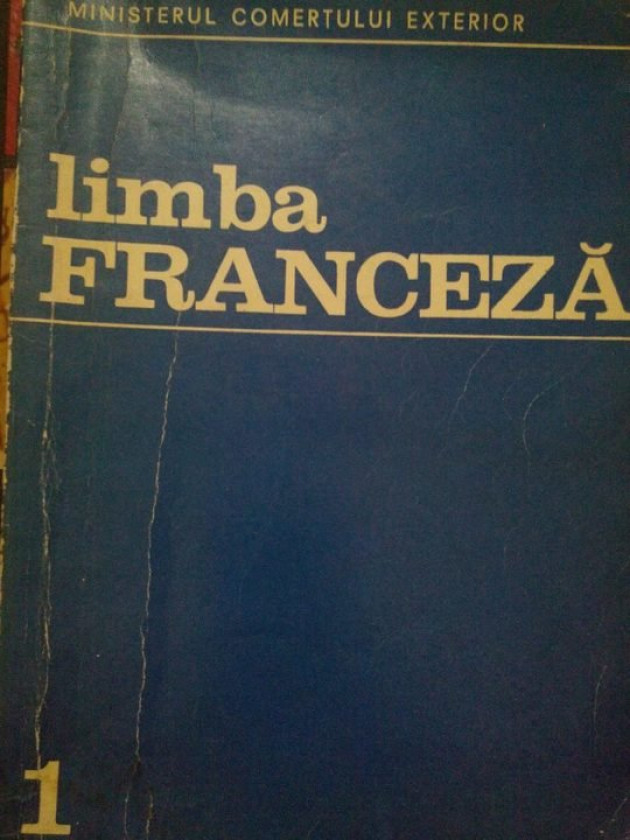 MINISTERUL COMERTULUI EXTERIOR
limba
FRANCEZĂ
1